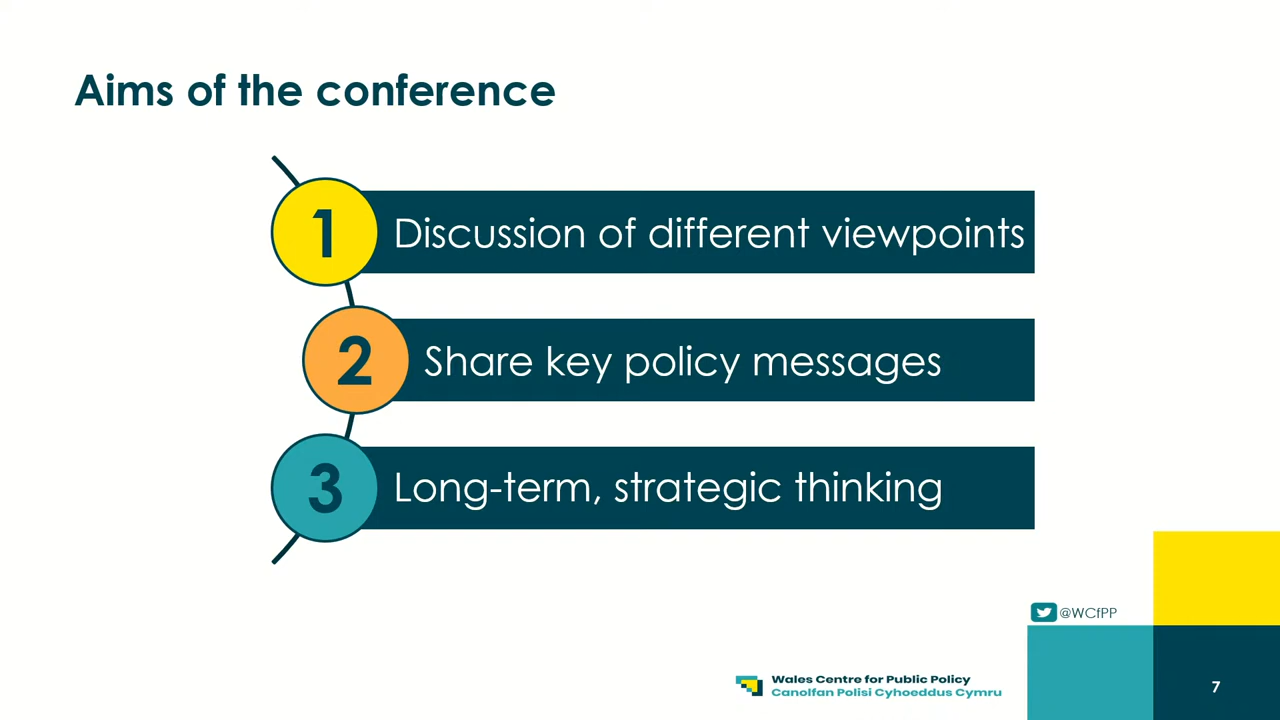 Aims of the conference
1
Discussion of different viewpoints
2
Share key policy messages
3
Long-term, strategic thinking
@WCfPP
Wales Centre for Public Policy
Canolfan Polisi Cyhoeddus Cymru
7